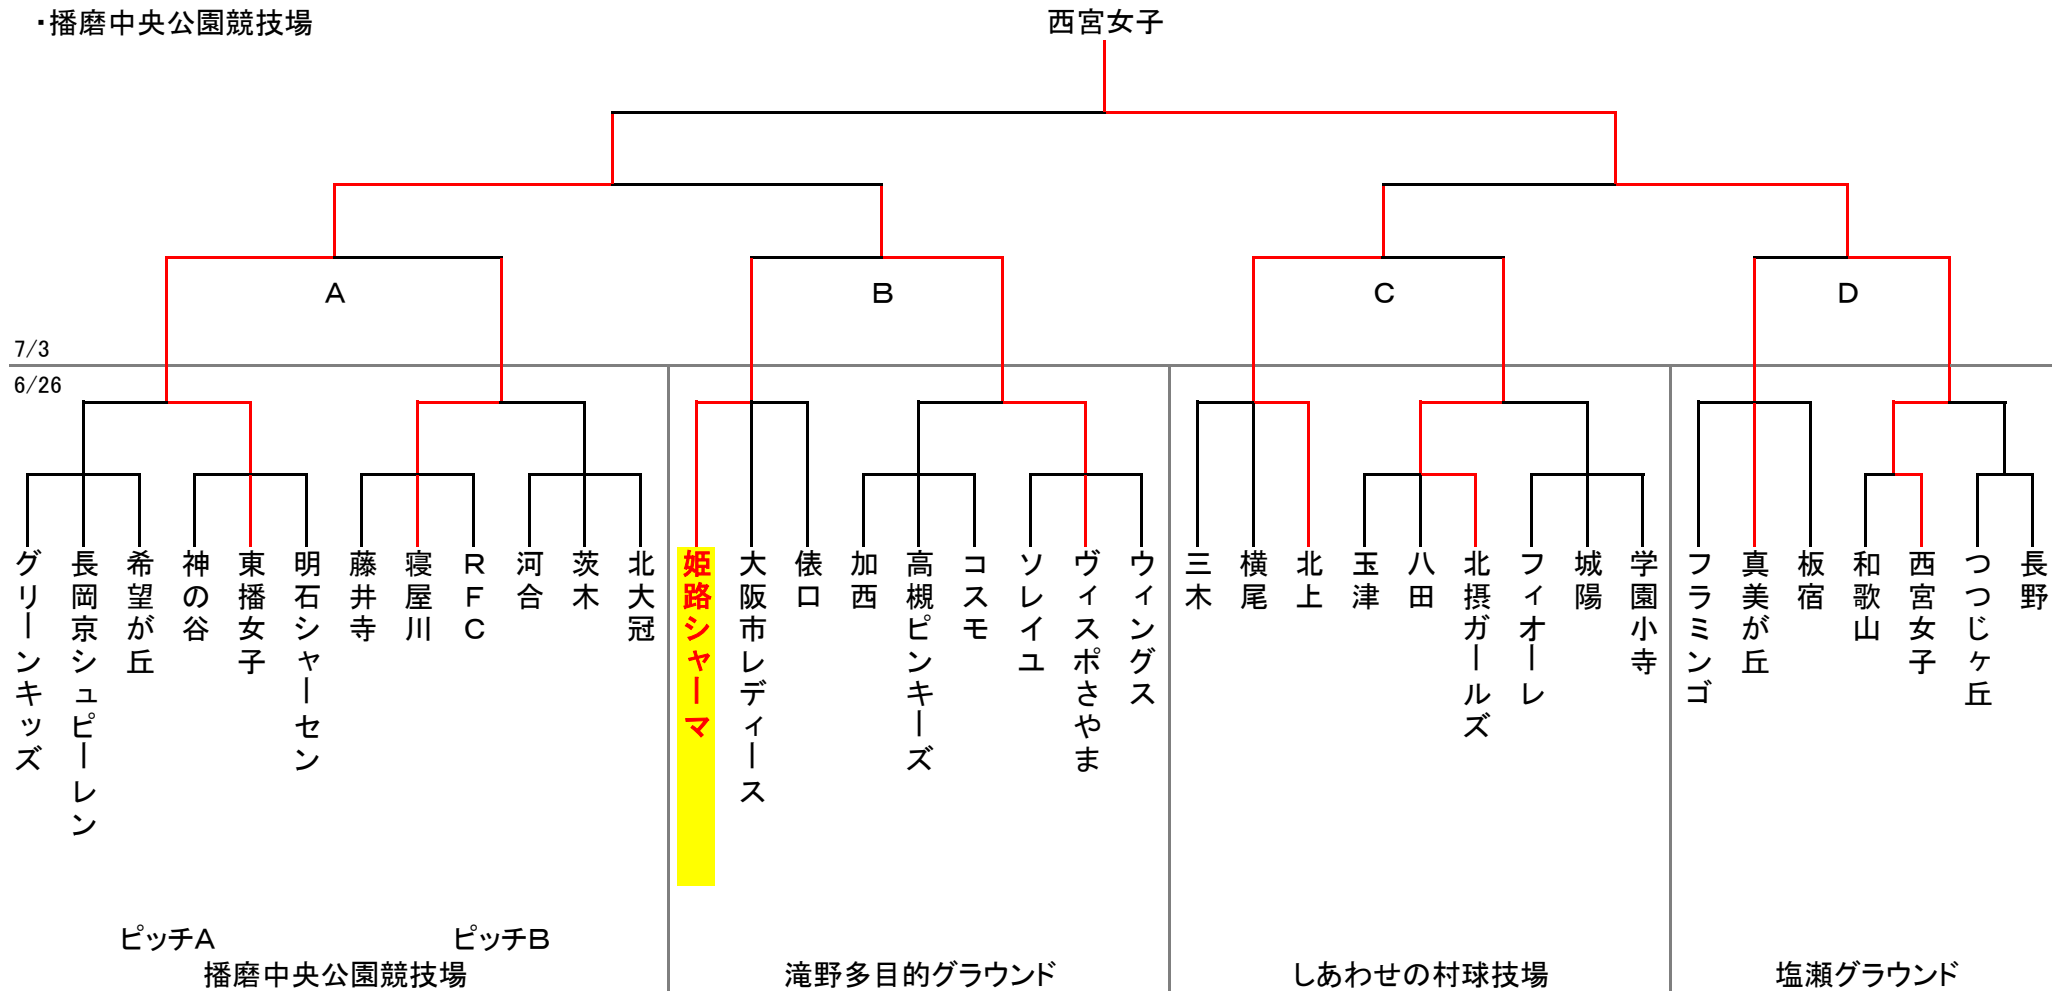 ・播磨中央公園競技場
西宮女子
A
B
C
D
7/3
6/26
グリーンキッズ
長岡京シュピーレン
希望が丘
神の谷
東播女子
明石シャーセン
藤井寺
寝屋川
RFC
河合
茨木
北大冠
姫路シャーマ
大阪市レディース
俵口
加西
高槻ピンキーズ
コスモ
ソレイユ
ヴィスポさやま
ウィングス
三木
横尾
北上
玉津
八田
北摂ガールズ
フィオーレ
城陽
学園小寺
フラミンゴ
真美が丘
板宿
和歌山
西宮女子
つつじヶ丘
長野
ピッチA
ピッチB
播磨中央公園競技場
滝野多目的グラウンド
しあわせの村球技場
塩瀬グラウンド